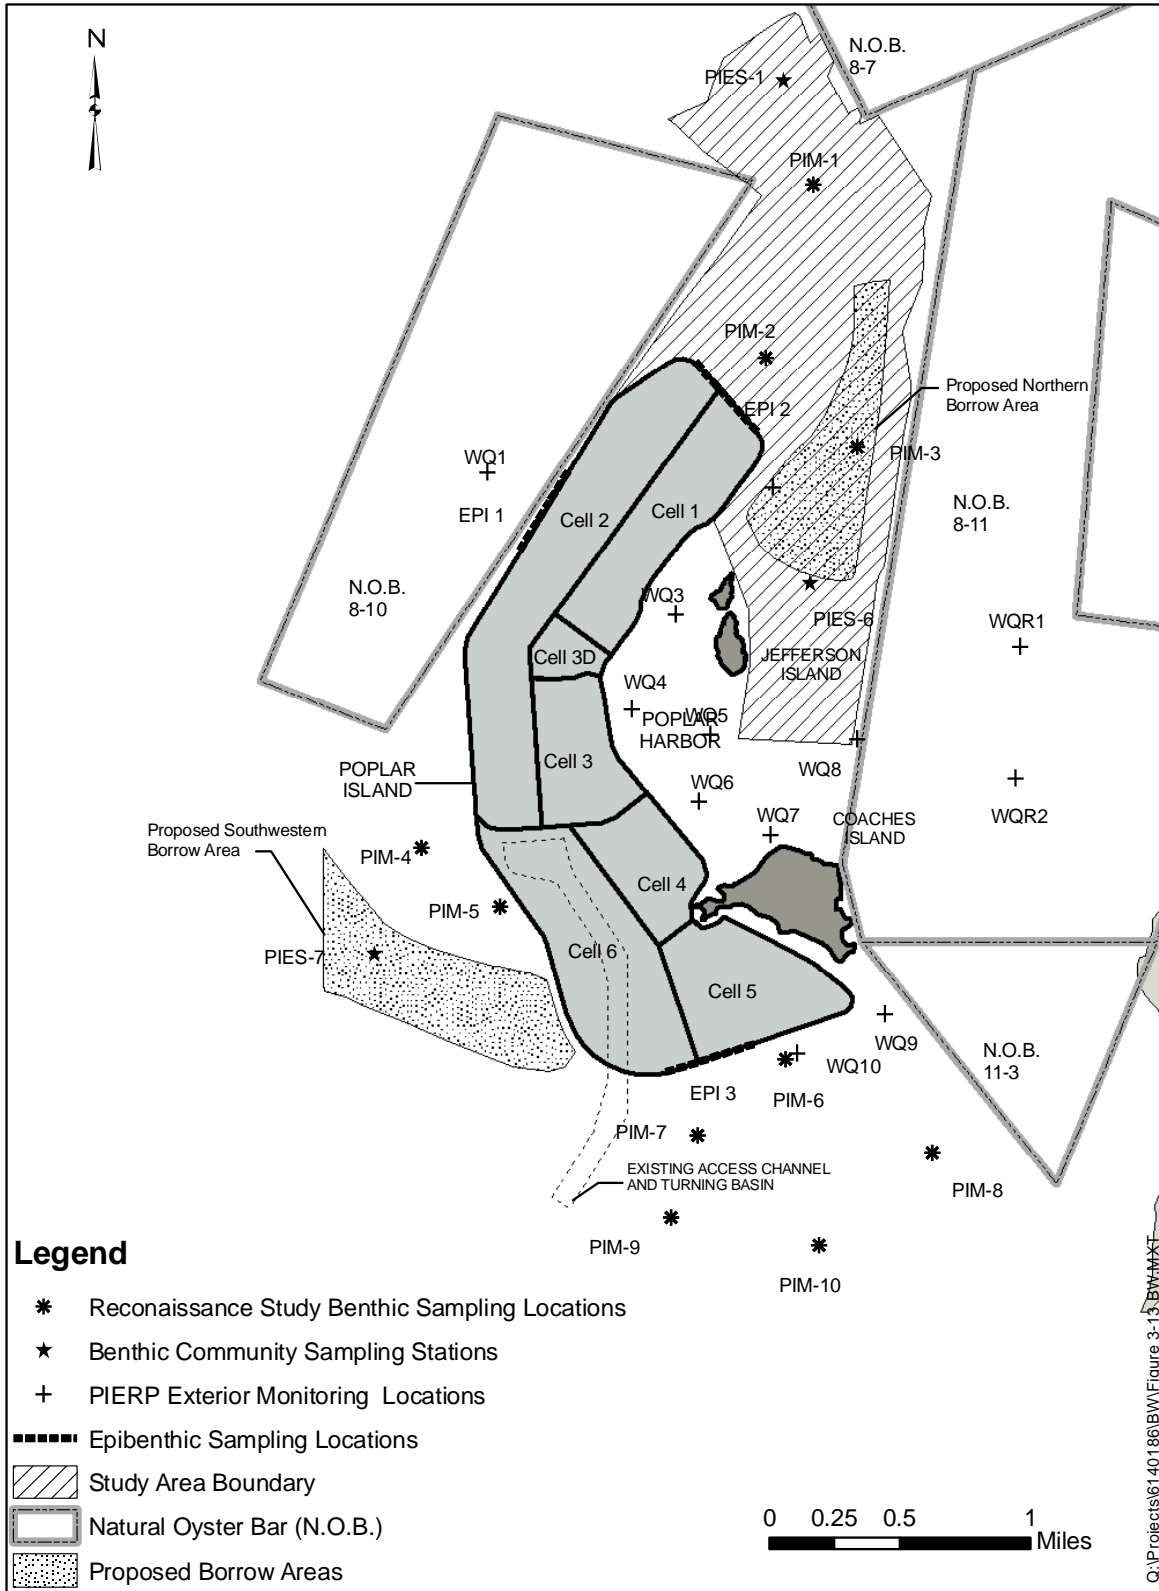 N
N.O.B.
8-7
PIES-1
PIM-1
PIM-2
Proposed Northern
Borrow Area
EPI 2
PIM-3
WQ1
EPI 1
Cell 2
Cell 1
N.O.B.
8-11
N.O.B.
8-10
WQ3
PIES-6
WQR1
Cell 3D
JEFFERSON
ISLAND
WQ4
WQ5
POPLAR
HARBOR
Cell 3
WQ8
POPLAR
ISLAND
WQ6
WQ7
WQR2
COACHES
ISLAND
Proposed Southwestern
Borrow Area
PIM-4
Cell 4
PIM-5
PIES-7
Cell 6
Cell 5
WQ9
N.O.B.
11-3
WQ10
EPI 3
PIM-6
PIM-7
EXISTING ACCESS CHANNEL
AND TURNING BASIN
PIM-8
PIM-9
PIM-10
Legend
Reconaissance Study Benthic Sampling Locations
Benthic Community Sampling Stations
PIERP Exterior Monitoring Locations
Epibenthic Sampling Locations
Study Area Boundary
Natural Oyster Bar (N.O.B.)
Proposed Borrow Areas
0 0.25 0.5 1
Miles
Q:\Projects\6140186\BW\Figure 3-13 BW.MXT